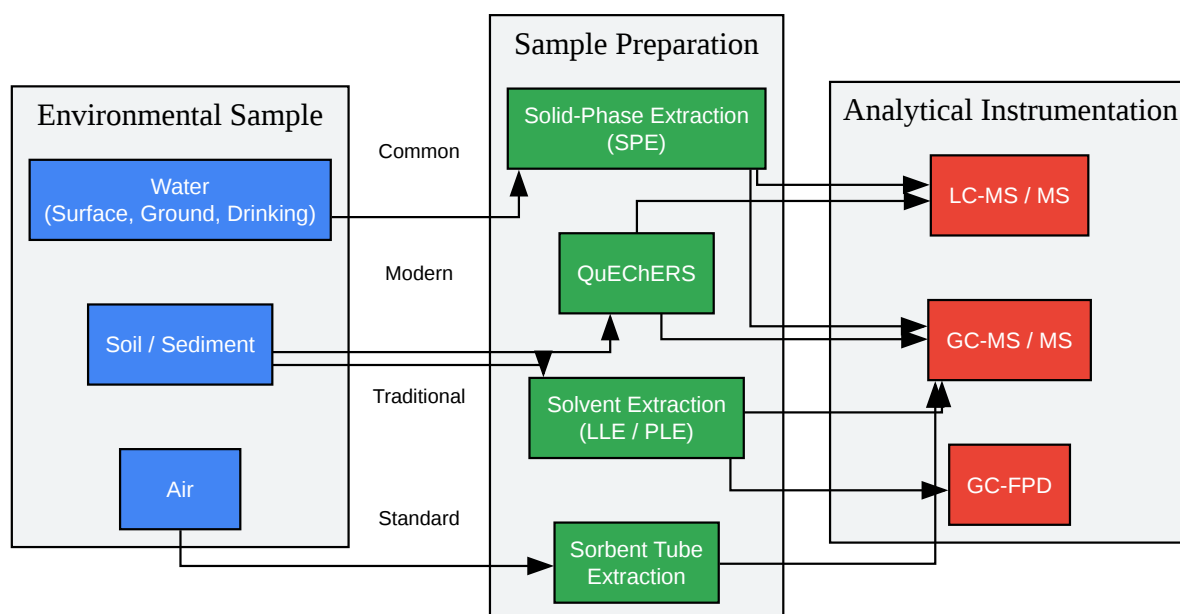 Environmental Sample
Water
(Surface, Ground, Drinking)
Soil / Sediment
Air
Common
Modern
Traditional
Standard
Sample Preparation
Solid-Phase Extraction
(SPE)
QuEChERS
Solvent Extraction
(LLE / PLE)
Sorbent Tube
Extraction
Analytical Instrumentation
LC-MS / MS
GC-MS / MS
GC-FPD